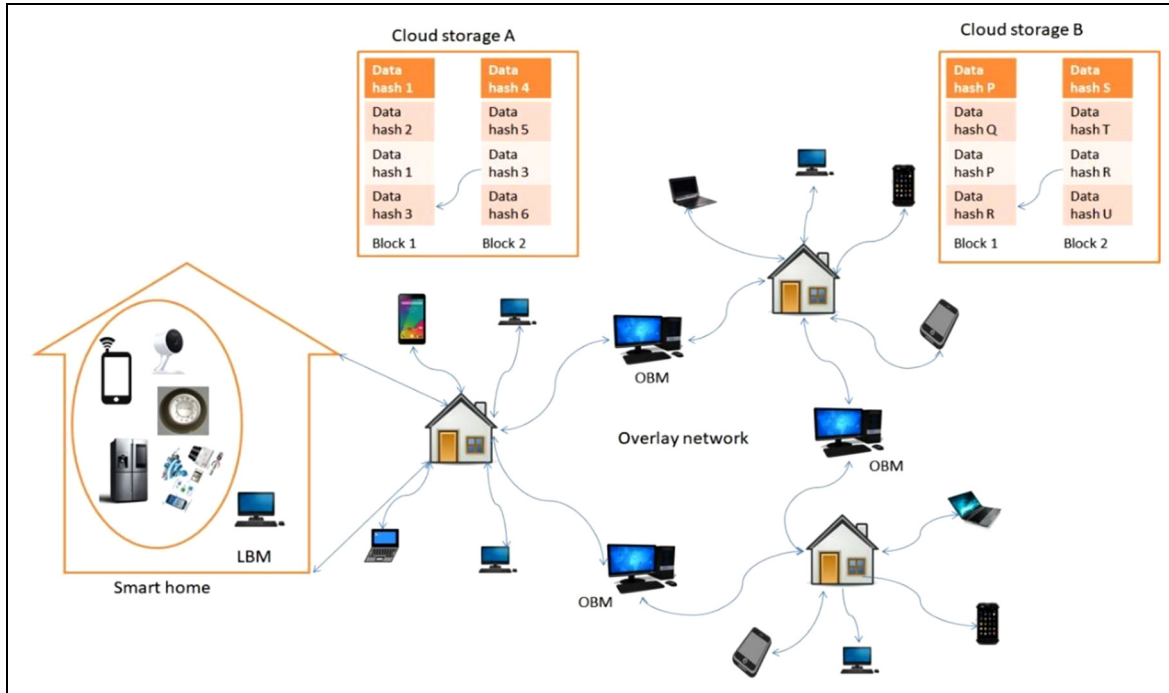 Cloud storage A
Data
hash 1
Data
hash 4
Data
hash 2
Data
hash 5
Data
hash 1
Data
hash 3
Data
hash 3
Data
hash 6
Block 1
Block 2
Cloud storage B
Data
hash P
Data
hash S
Data
hash Q
Data
hash T
Data
hash P
Data
hash R
Data
hash R
Data
hash U
Block 1
Block 2
OBM
Overlay network
OBM
LBM
OBM
Smart home